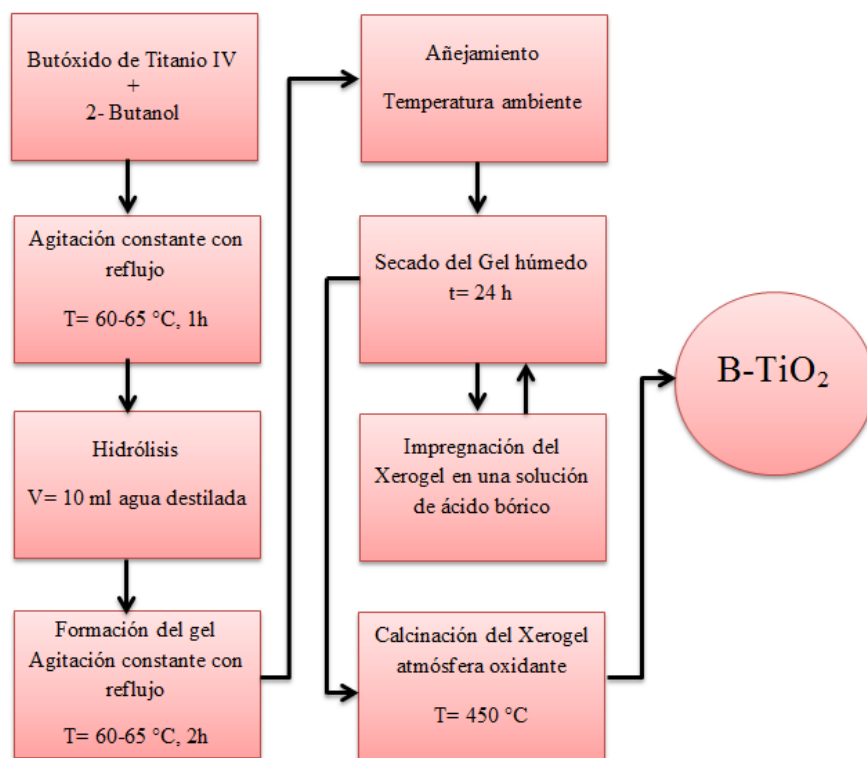 Butóxido de Titanio IV
+
2- Butanol
Agitación constante con
reflujo
T= 60-65 °C, 1h
Hidrólisis
V= 10 ml agua destilada
Formación del gel
Agitación constante con
reflujo
T= 60-65 °C, 2h
Añejamiento
Temperatura ambiente
Secado del Gel húmedo
t= 24 h
Impregnación del
Xerogel en una solución
de ácido bórico
Calcinación del Xerogel
atmósfera oxidante
T= 450 °C
B-TiO₂